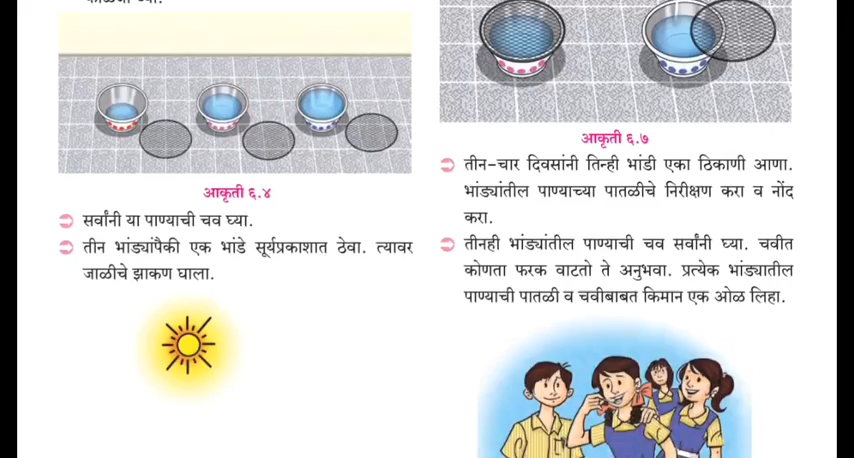 आकृती ६.४
सर्वांनी या पाण्याची चव घ्या.
तीन भांड्यांपैकी एक भांडे सूर्यप्रकाशात ठेवा. त्यावर
जाळीचे झाकण घाला.
आकृती ६.७
तीन-चार दिवसांनी तिन्ही भांडी एका ठिकाणी आणा.
भांड्यांतील पाण्याच्या पातळीचे निरीक्षण करा व नोंद
करा.
तीनही भांड्यांतील पाण्याची चव सर्वांनी घ्या. चवीत
कोणता फरक वाटतो ते अनुभवा. प्रत्येक भांड्यातील
पाण्याची पातळी व चवीबाबत किमान एक ओळ लिहा.